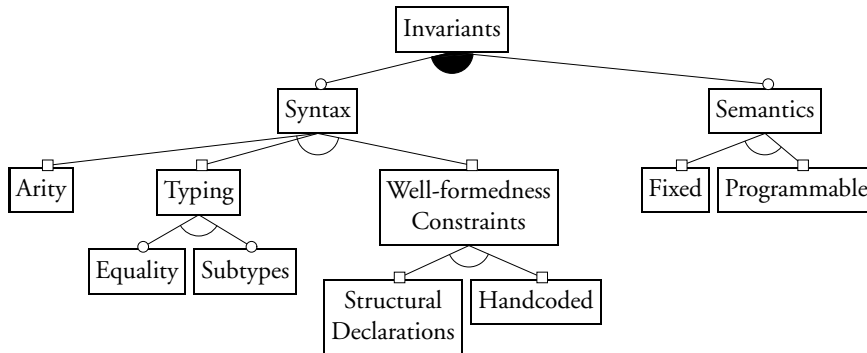 Invariants
Syntax
Semantics
Arity
Typing
Well-formedness
Constraints
Fixed
Programmable
Equality
Subtypes
Structural
Declarations
Handcoded